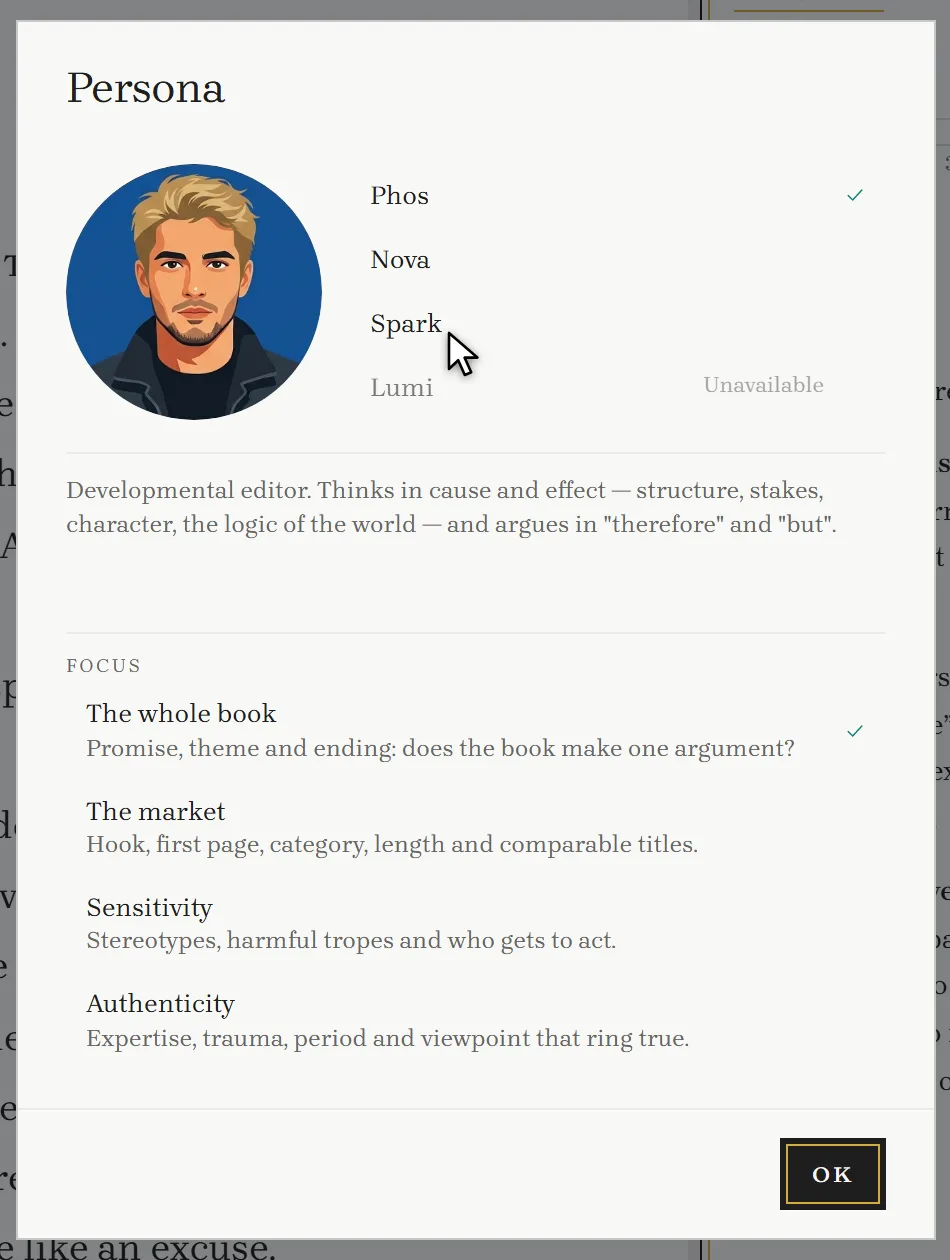 Persona
Phos
Nova
Spark
Lumi
Unavailable
Developmental editor. Thinks in cause and effect — structure, stakes,
character, the logic of the world — and argues in "therefore" and "but".
FOCUS
The whole book
Promise, theme and ending: does the book make one argument?
The market
Hook, first page, category, length and comparable titles.
Sensitivity
Stereotypes, harmful tropes and who gets to act.
Authenticity
Expertise, trauma, period and viewpoint that ring true.
OK
like an excuse.